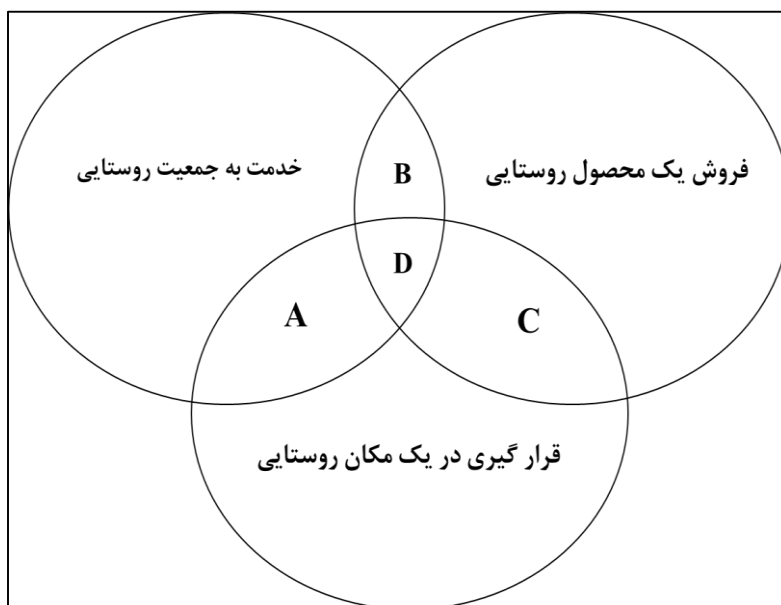 خدمت به جمعیت روستایی
فروش یک محصول روستایی
B
D
A
C
قرار گیری در یک مکان روستایی